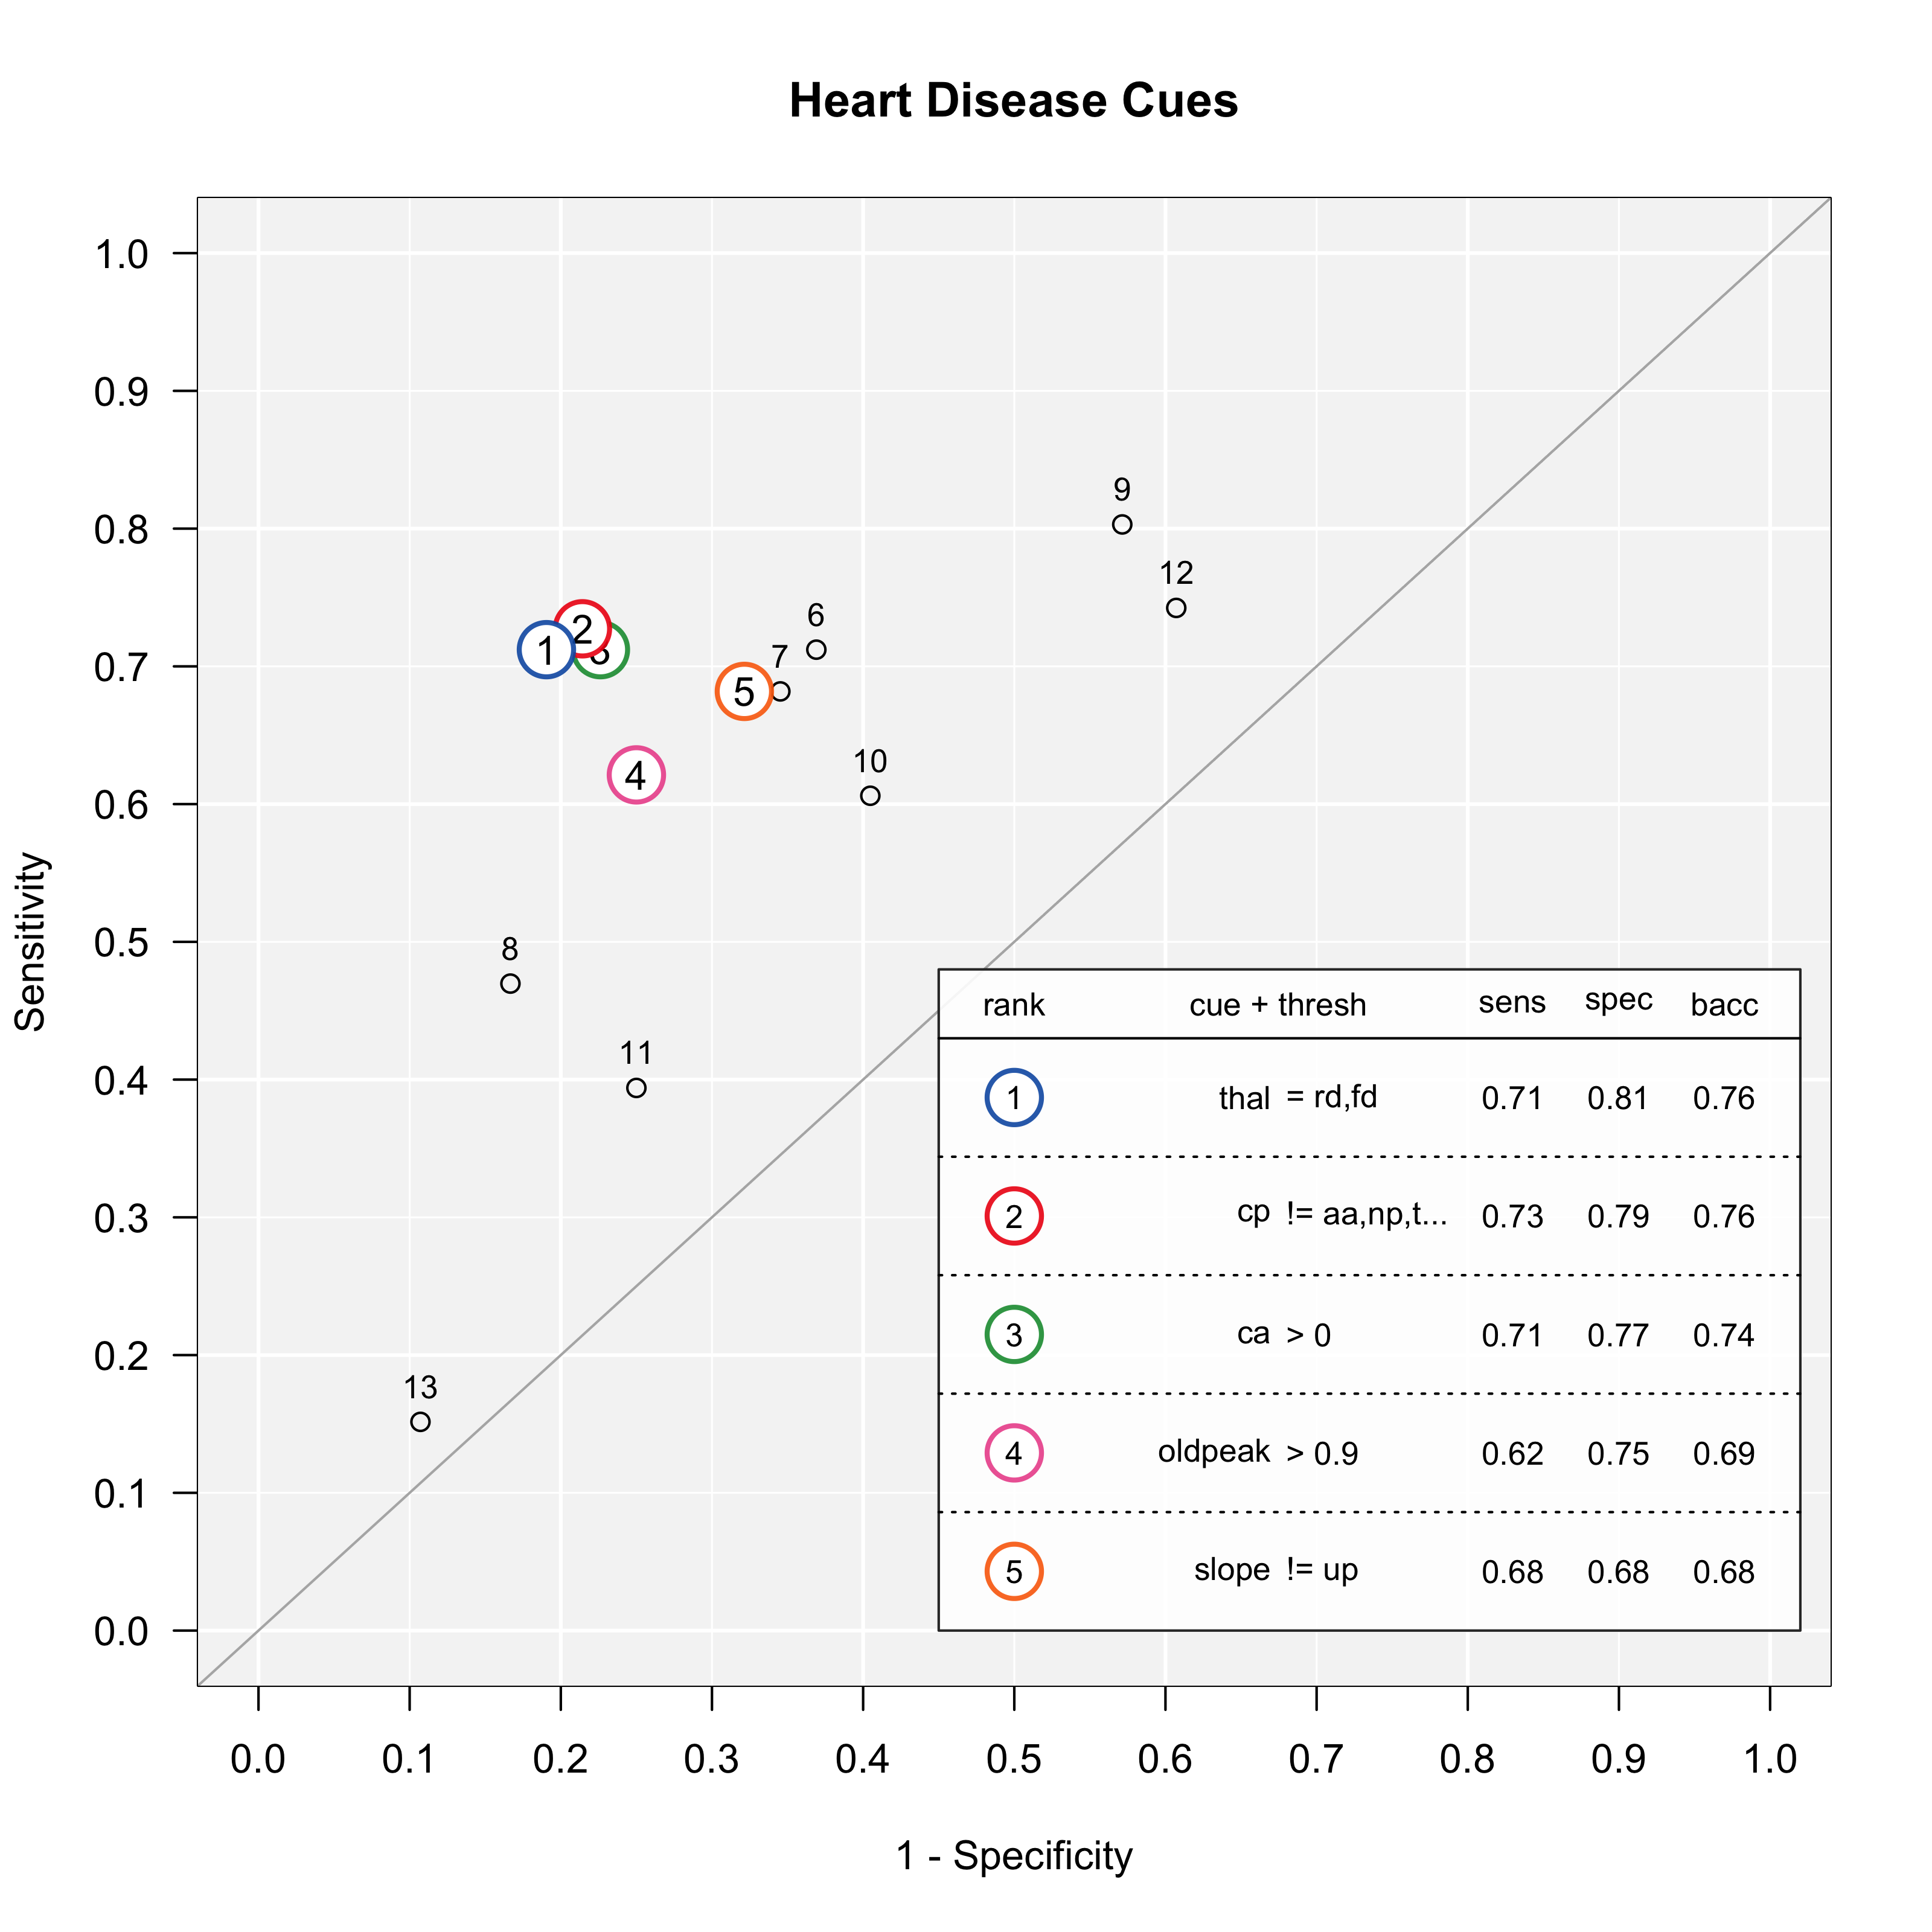 Heart Disease Cues
Sensitivity
1.0
0.9
0.8
0.7
0.6
0.5
0.4
0.3
0.2
0.1
0.0
9
12
6
2
1
3
7
5
4
10
8
11
13
rank cue + thresh sens spec bacc
1 thal = rd,fd 0.71 0.81 0.76
2 cp != aa,np,t... 0.73 0.79 0.76
3 ca > 0 0.71 0.77 0.74
4 oldpeak > 0.9 0.62 0.75 0.69
5 slope != up 0.68 0.68 0.68
0.0 0.1 0.2 0.3 0.4 0.5 0.6 0.7 0.8 0.9 1.0
1 - Specificity